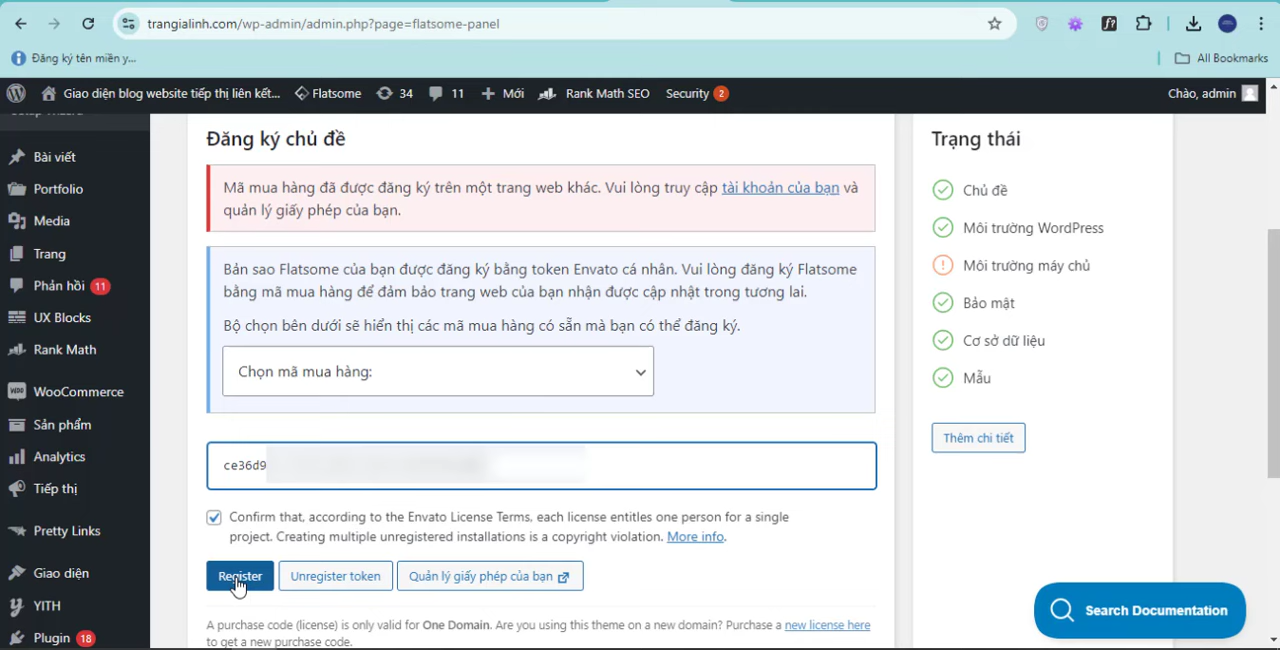 trangialinh.com/wp-admin/admin.php?page=flatsome-panel
Đăng ký tên miền y...
All Bookmarks
Giao diện blog website tiếp thị liên kết...
Flatsome
34
11
Mới
Rank Math SEO
Security 2
Chào, admin
Bài viết
Portfolio
Media
Trang
Phản hồi 11
UX Blocks
Rank Math
WooCommerce
Sản phẩm
Analytics
Tiếp thị
Pretty Links
Giao diện
YITH
Plugin 18
Đăng ký chủ đề
Mã mua hàng đã được đăng ký trên một trang web khác. Vui lòng truy cập tài khoản của bạn và
quản lý giấy phép của bạn.
Bản sao Flatsome của bạn được đăng ký bằng token Envato cá nhân. Vui lòng đăng ký Flatsome
bằng mã mua hàng để đảm bảo trang web của bạn nhận được cập nhật trong tương lai.
Bộ chọn bên dưới sẽ hiển thị các mã mua hàng có sẵn mà bạn có thể đăng ký.
Chọn mã mua hàng:
ce36d9
Confirm that, according to the Envato License Terms, each license entitles one person for a single
project. Creating multiple unregistered installations is a copyright violation. More info.
Register
Unregister token
Quản lý giấy phép của bạn
A purchase code (license) is only valid for One Domain. Are you using this theme on a new domain? Purchase a new license here
to get a new purchase code.
Trạng thái
Chủ đề
Môi trường WordPress
Môi trường máy chủ
Bảo mật
Cơ sở dữ liệu
Mẫu
Thêm chi tiết
Search Documentation